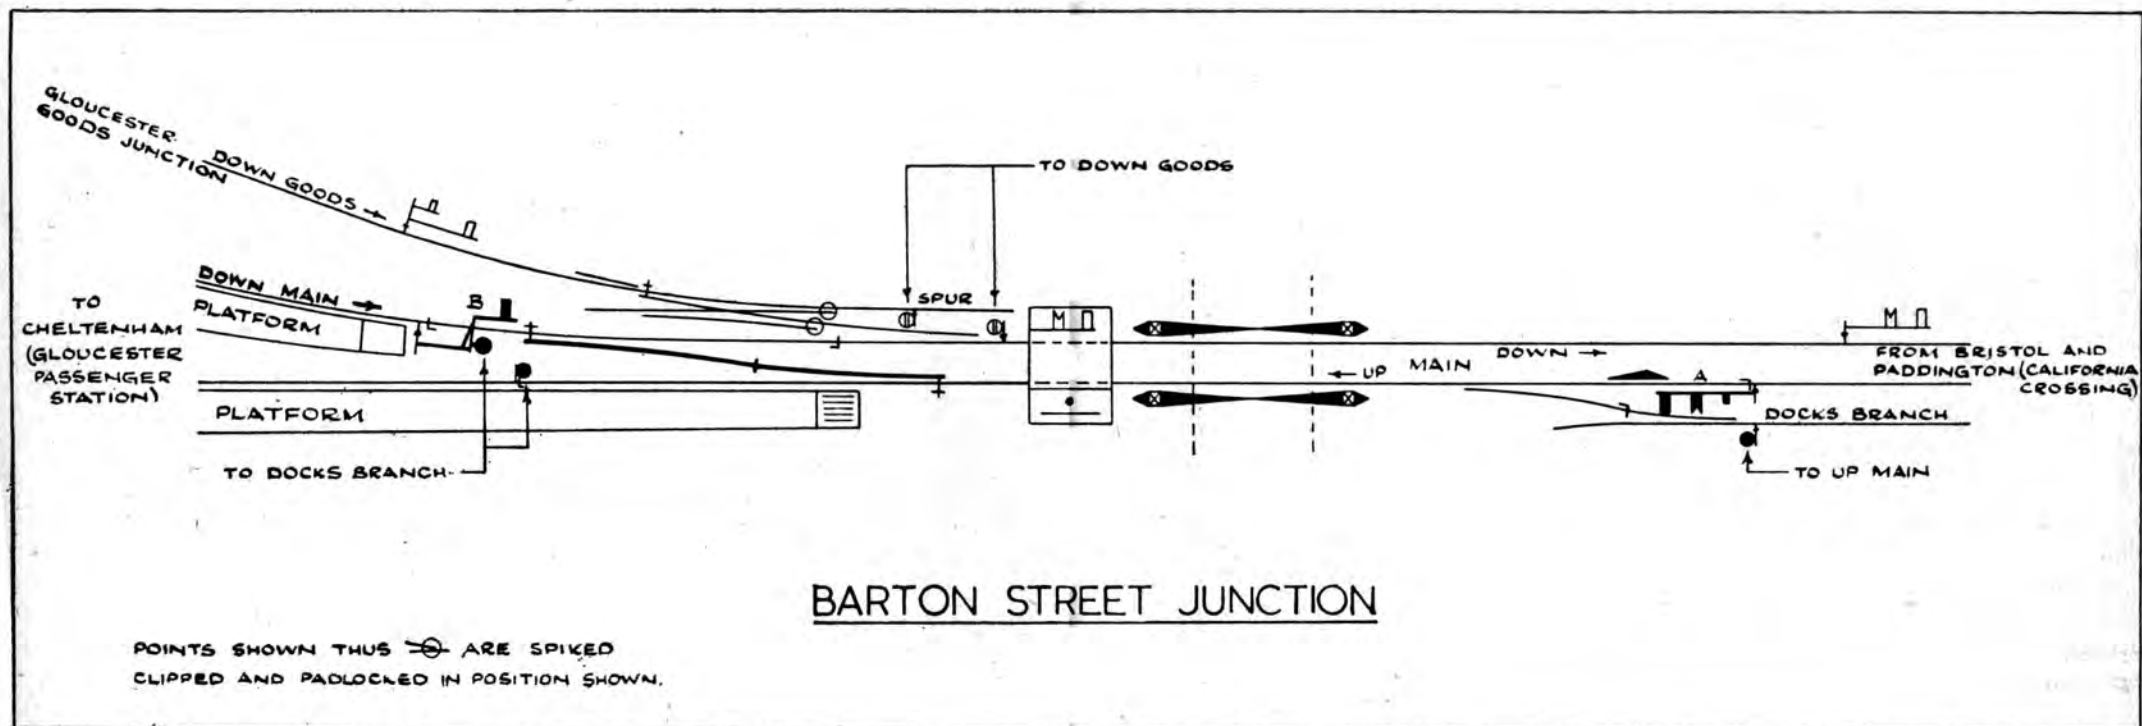 GLOUCESTER
GOODS JUNCTION
DOWN GOODS
TO DOWN GOODS
DOWN MAIN
B
SPUR
M
M
TO
CHELTENHAM
(GLOUCESTER
PASSENGER
STATION)
PLATFORM
DOWN
UP
MAIN
A
FROM BRISTOL AND
PADDINGTON (CALIFORNIA
CROSSING)
PLATFORM
DOCKS BRANCH
TO DOCKS BRANCH
TO UP MAIN
BARTON STREET JUNCTION
POINTS SHOWN THUS ARE SPIKED
CLIPPED AND PADLOCKED IN POSITION SHOWN.